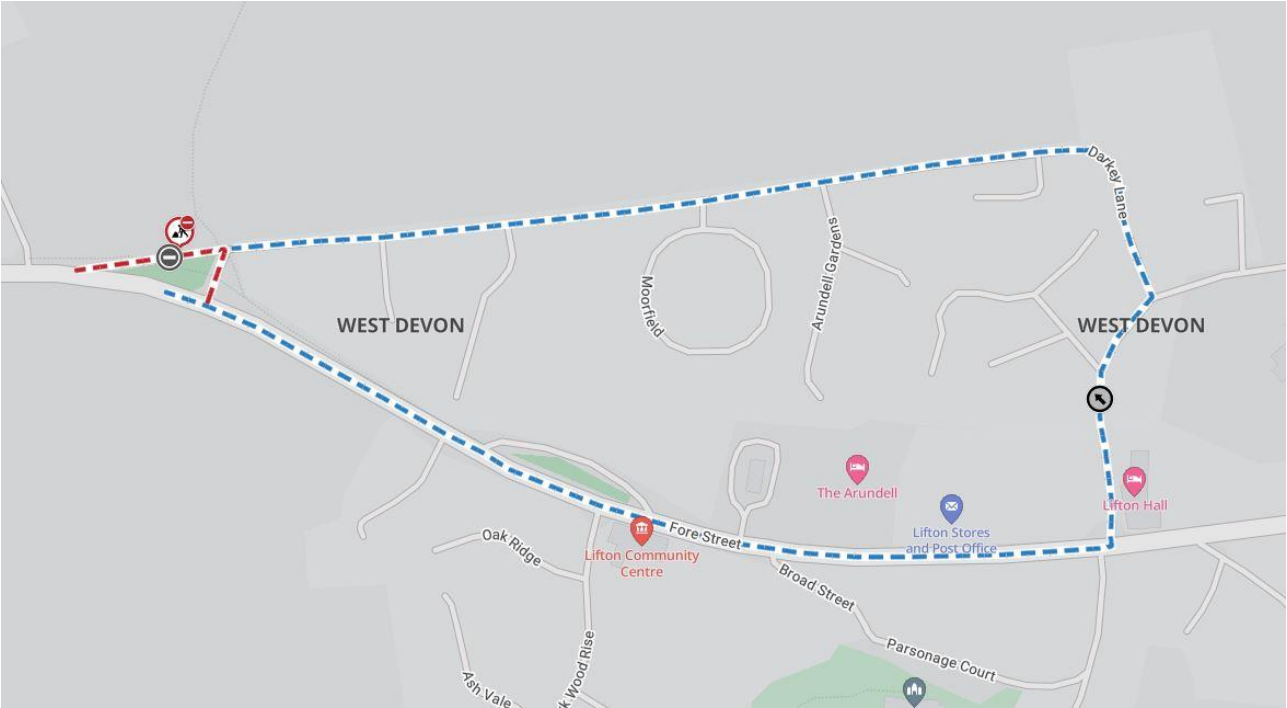 Darkey Lane
Arundell Gardens
Moorfield
WEST DEVON
WEST DEVON
The Arundell
Lifton Hall
Lifton Stores
and Post Office
Fore Street
Oak Ridge
Lifton Community
Centre
Broad Street
Parsonage Court
k Wood Rise
Ash Vale